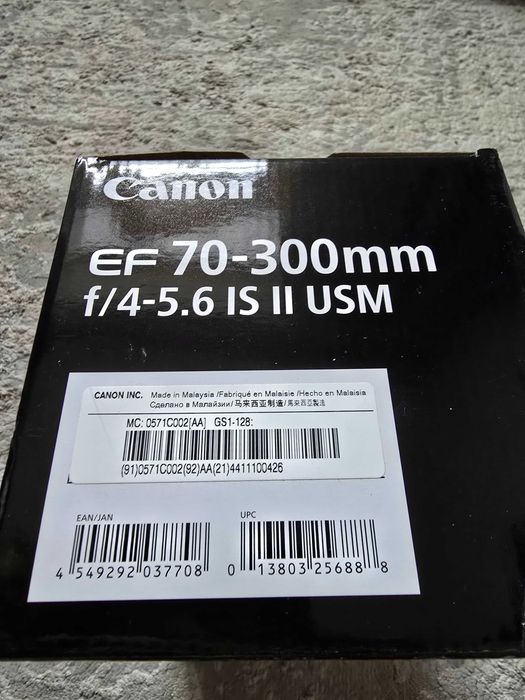 Canon
EF 70-300mm
f/4-5.6 IS II USM
CANON INC. Made in Malaysia /Fabriqué en Malaisie /Hecho en Malaisia
Сделано в Малайзии/马来西亚制造/馬來西亞製造
MC: 0571C002[AA] GS1-128:
(91)0571C002(92)AA(21)4411100426
EAN/JAN
UPC
4 549292 037708
0 13803 25688 8